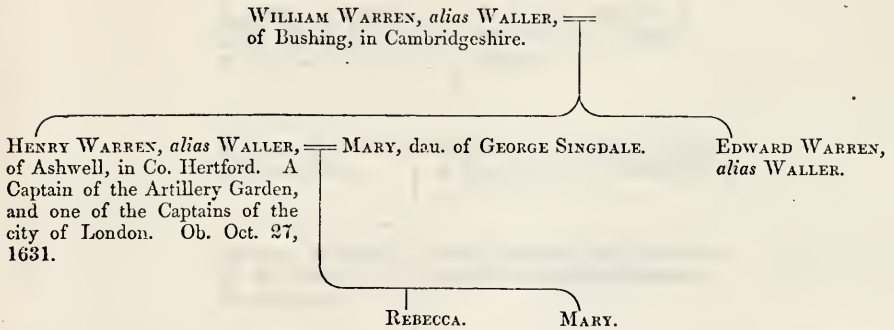 WILLIAM WARREN, alias WALLER,
of Bushing, in Cambridgeshire.
HENRY WARREN, alias WALLER,
of Ashwell, in Co. Hertford. A
Captain of the Artillery Garden,
and one of the Captains of the
city of London. Ob. Oct. 27,
1631.
MARY, dau. of GEORGE SINGDALE.
EDWARD WARREN,
alias WALLER.
REBECCA.
MARY.